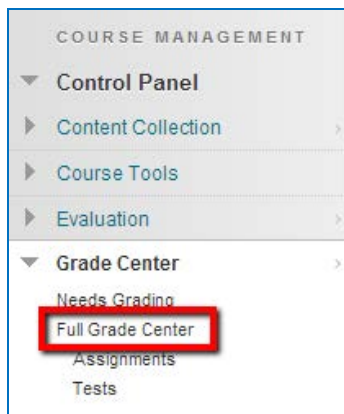 COURSE MANAGEMENT
Control Panel
Content Collection
Course Tools
Evaluation
Grade Center
Needs Grading
Full Grade Center
Assignments
Tests